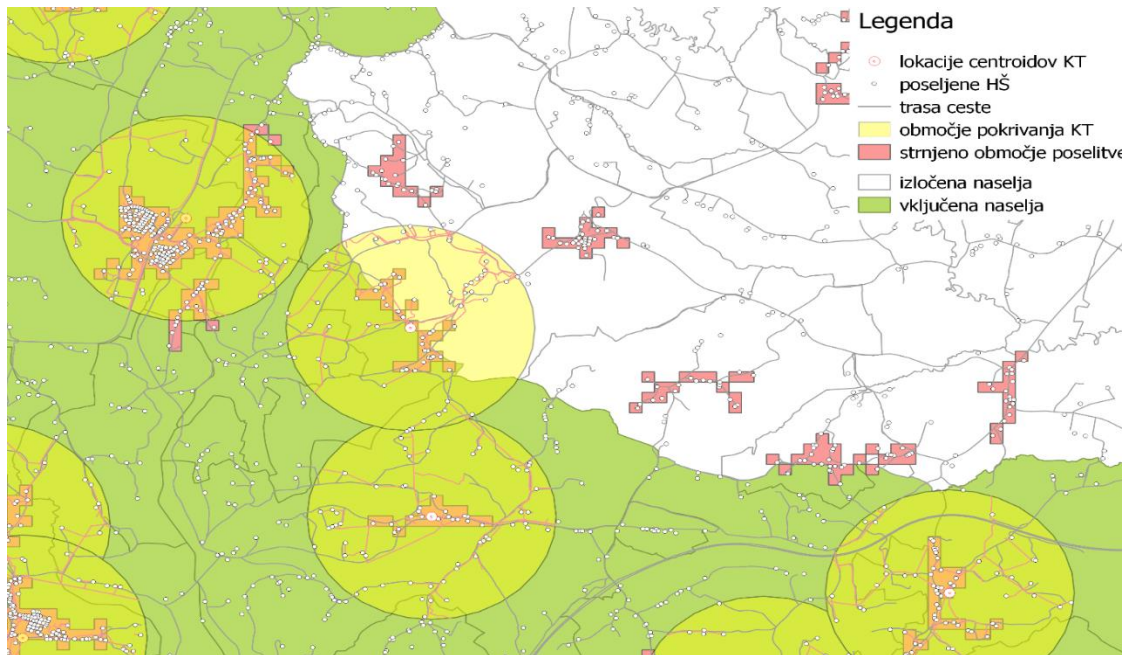 Legenda
lokacije centroidov KT
poseljene HŠ
trasa ceste
območje pokrivanja KT
strnjeno območje poselitve
izločena naselja
vključena naselja